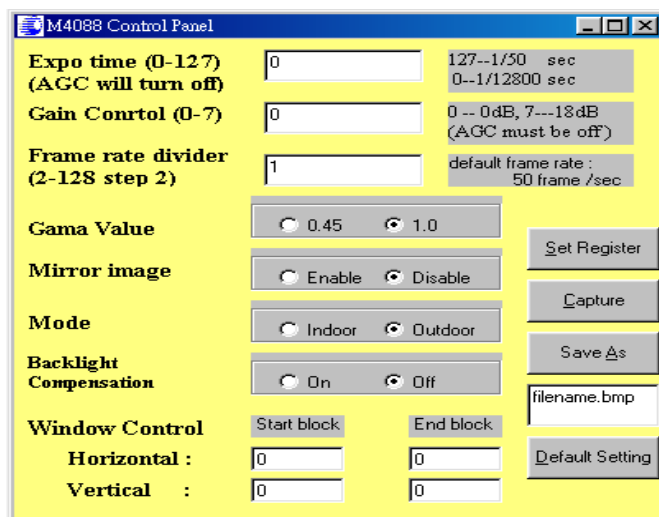 M4088 Control Panel
Expo time (0-127)
(AGC will turn off)
0
127--1/50 sec
0--1/12800 sec
Gain Conrtol (0-7)
0
0 -- 0dB, 7---18dB
(AGC must be off)
Frame rate divider
(2-128 step 2)
1
default frame rate :
50 frame /sec
Gama Value
0.45
1.0
Set Register
Mirror image
Enable
Disable
Capture
Mode
Indoor
Outdoor
Save As
Backlight
Compensation
On
Off
filename.bmp
Window Control
Start block
End block
Horizontal :
0
0
Default Setting
Vertical :
0
0